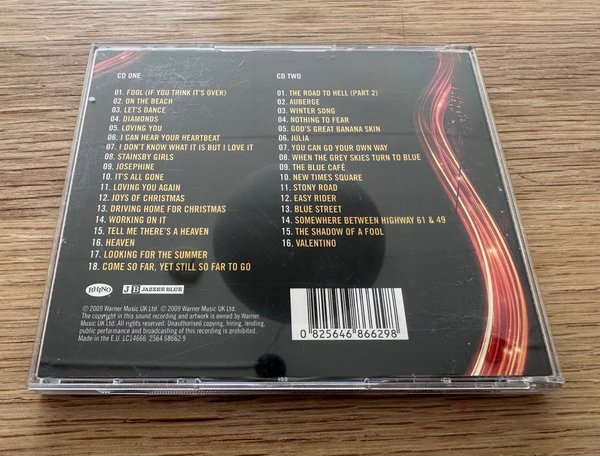 CD ONE
01. FOOL (IF YOU THINK IT'S OVER)
02. ON THE BEACH
03. LET'S DANCE
04. DIAMONDS
05. LOVING YOU
06. I CAN HEAR YOUR HEARTBEAT
07. I DON'T KNOW WHAT IT IS BUT I LOVE IT
08. STAINSBY GIRLS
09. JOSEPHINE
10. IT'S ALL GONE
11. LOVING YOU AGAIN
12. JOYS OF CHRISTMAS
13. DRIVING HOME FOR CHRISTMAS
14. WORKING ON IT
15. TELL ME THERE'S A HEAVEN
16. HEAVEN
17. LOOKING FOR THE SUMMER
18. COME SO FAR, YET STILL SO FAR TO GO
CD TWO
01. THE ROAD TO HELL (PART 2)
02. AUBERGE
03. WINTER SONG
04. NOTHING TO FEAR
05. GOD'S GREAT BANANA SKIN
06. JULIA
07. YOU CAN GO YOUR OWN WAY
08. WHEN THE GREY SKIES TURN TO BLUE
09. THE BLUE CAFÉ
10. NEW TIMES SQUARE
11. STONY ROAD
12. EASY RIDER
13. BLUE STREET
14. SOMEWHERE BETWEEN HIGHWAY 61 & 49
15. THE SHADOW OF A FOOL
16. VALENTINO
RHINO
JB JAZZEE BLUE
℗ 2009 Warner Music UK Ltd. © 2009 Warner Music UK Ltd.
The copyright in this sound recording and artwork is owned by Warner
Music UK Ltd. All rights reserved. Unauthorised copying, hiring, lending,
public performance and broadcasting of this recording is prohibited.
Made in the E.U. LC14666. 2564 68662 9
0 825646 866298